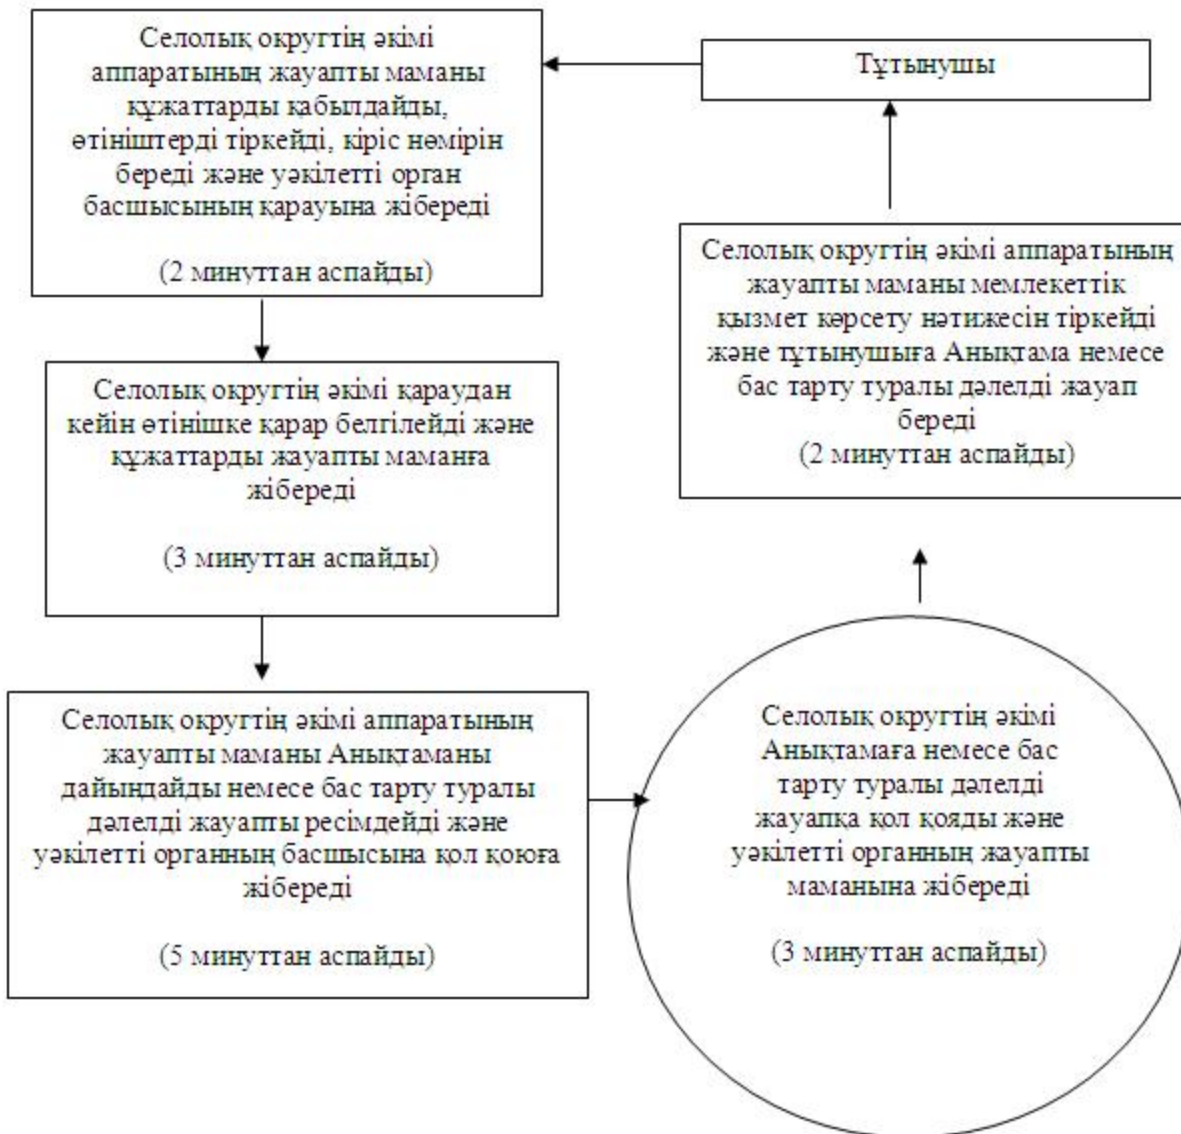 Селолық округтің әкімі
аппаратының жауапты маманы
құжаттарды қабылдайды,
өтініштерді тіркейді, кіріс нөмірін
береді және уәкілетті орган
басшысының қарауына жібереді
(2 минуттан аспайды)
Тұтынушы
Селолық округтің әкімі қараудан
кейін өтінішке қарар белгілейді және
құжаттарды жауапты маманға
жібереді
(3 минуттан аспайды)
Селолық округтің әкімі аппаратының
жауапты маманы Анықтаманы
дайындайды немесе бас тарту туралы
дәлелді жауапты ресімдейді және
уәкілетті органның басшысына қол қоюға
жібереді
(5 минуттан аспайды)
Селолық округтің әкімі
Анықтамаға немесе бас
тарту туралы дәлелді
жауапқа қол қояды және
уәкілетті органның жауапты
маманына жібереді
(3 минуттан аспайды)
Селолық округтің әкімі аппаратының
жауапты маманы мемлекеттік
қызмет көрсету нәтижесін тіркейді
және тұтынушыға Анықтама немесе
бас тарту туралы дәлелді жауап
береді
(2 минуттан аспайды)